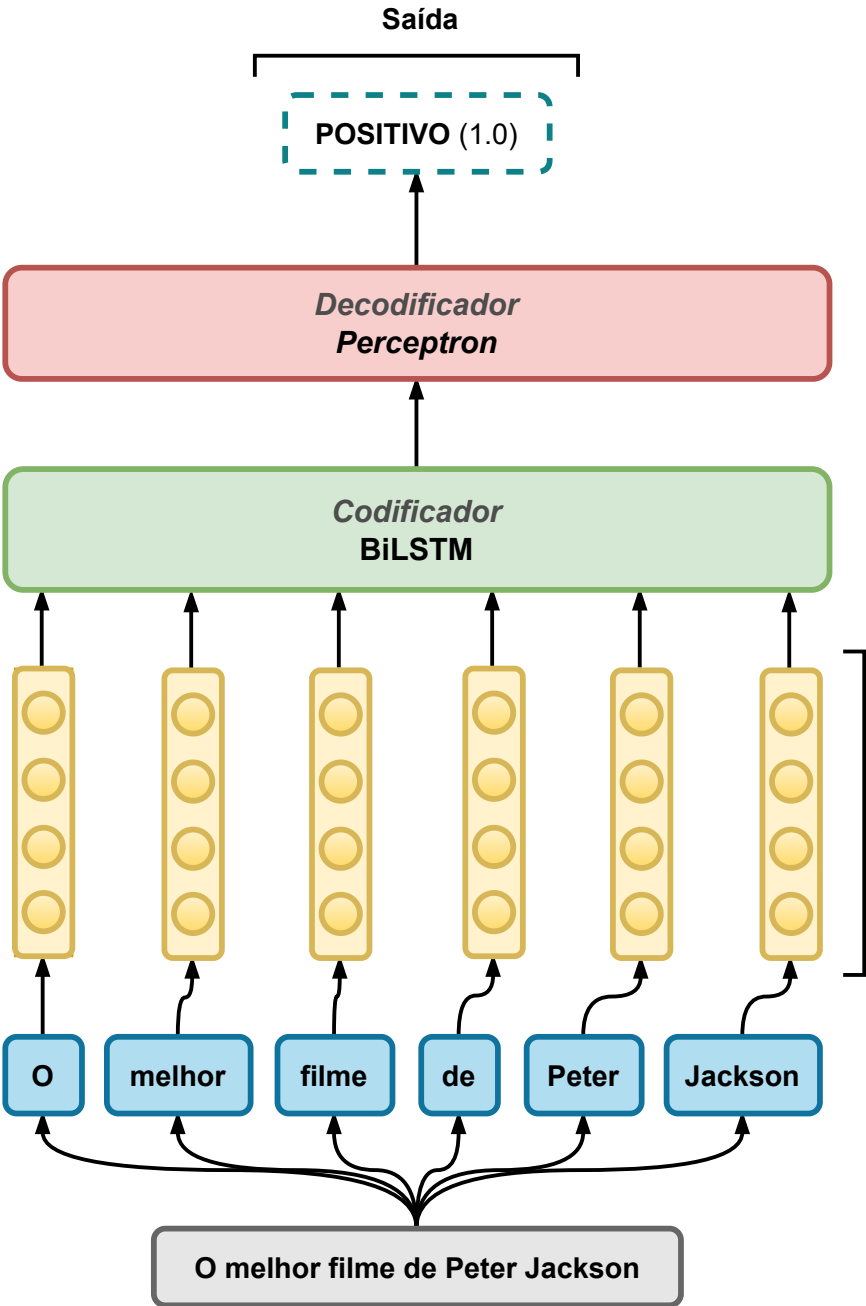 Saída
POSITIVO (1.0)
Decodificador
Perceptron
Codificador
BiLSTM
O melhor filme de Peter Jackson
O melhor filme de Peter Jackson